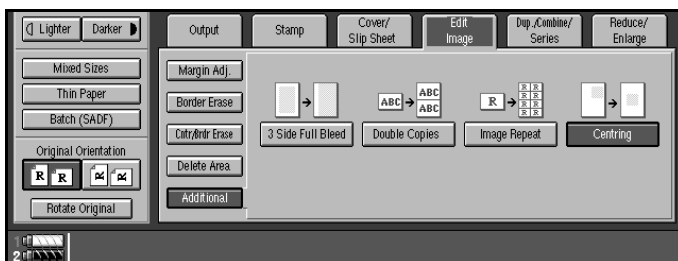 Lighter Darker
Output
Stamp
Cover/
Slip Sheet
Edit
Image
Dup./Combine/
Series
Reduce/
Enlarge
Mixed Sizes
Thin Paper
Batch (SADF)
Original Orientation
R R R R
Rotate Original
Margin Adj.
Border Erase
Cntr/Brdr Erase
Delete Area
Additional
ABC ABC
ABC
R R R
R R
R R
R R
3 Side Full Bleed
Double Copies
Image Repeat
Centring
1
2